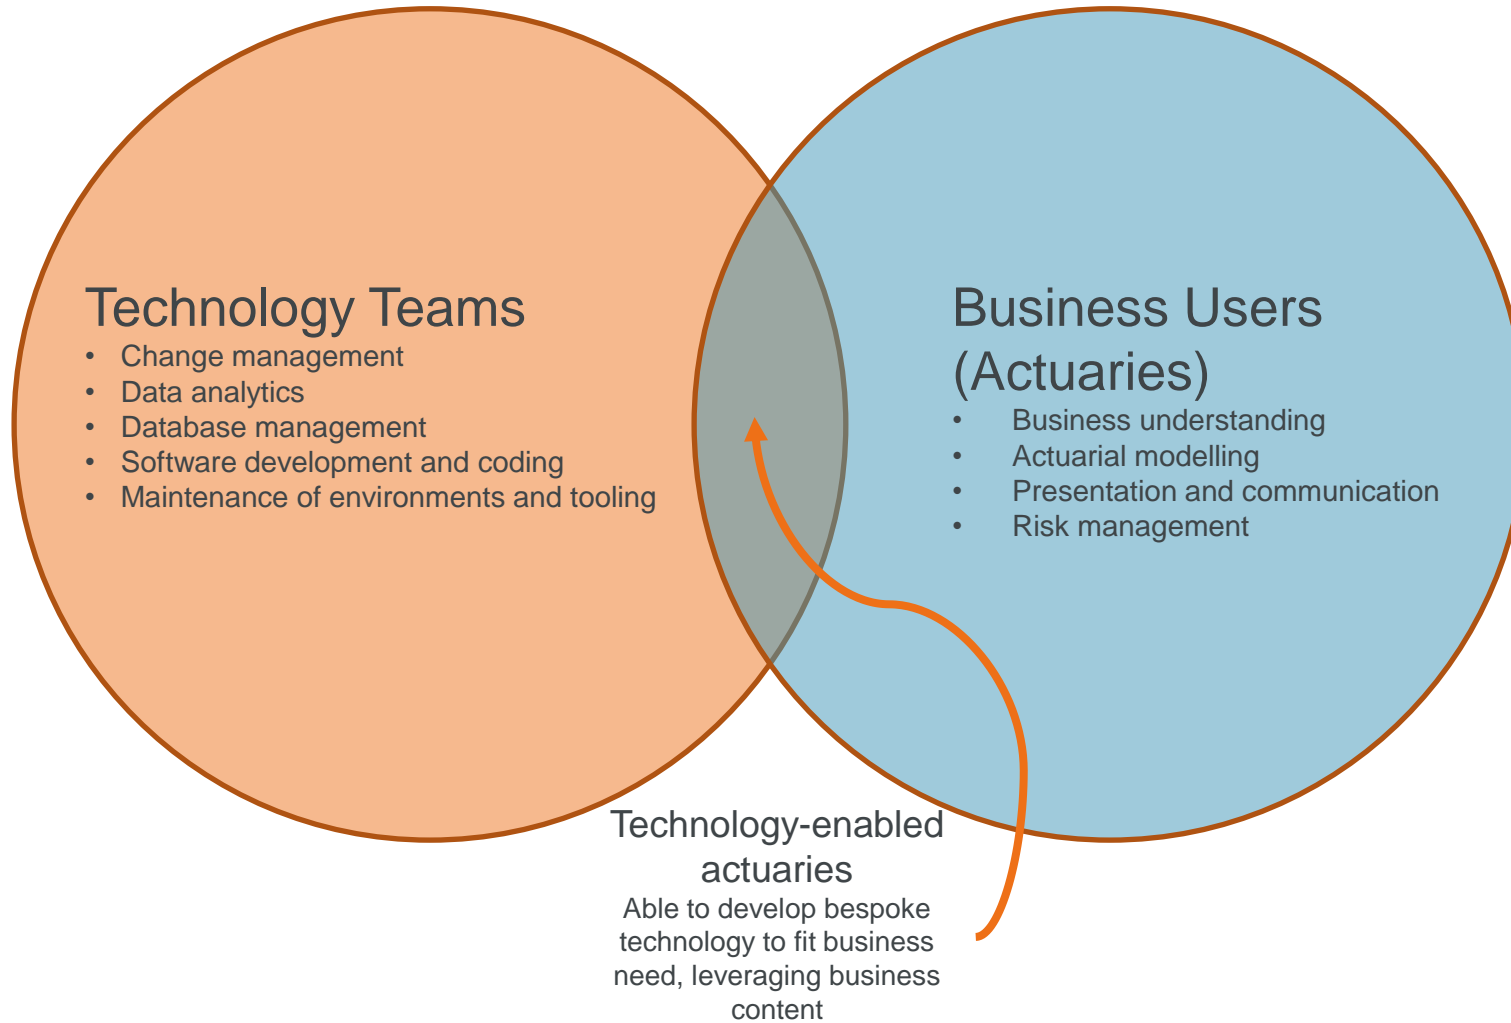 Technology Teams
• Change management
• Data analytics
• Database management
• Software development and coding
• Maintenance of environments and tooling
Business Users
(Actuaries)
• Business understanding
• Actuarial modelling
• Presentation and communication
• Risk management
Technology-enabled
actuaries
Able to develop bespoke
technology to fit business
need, leveraging business
content